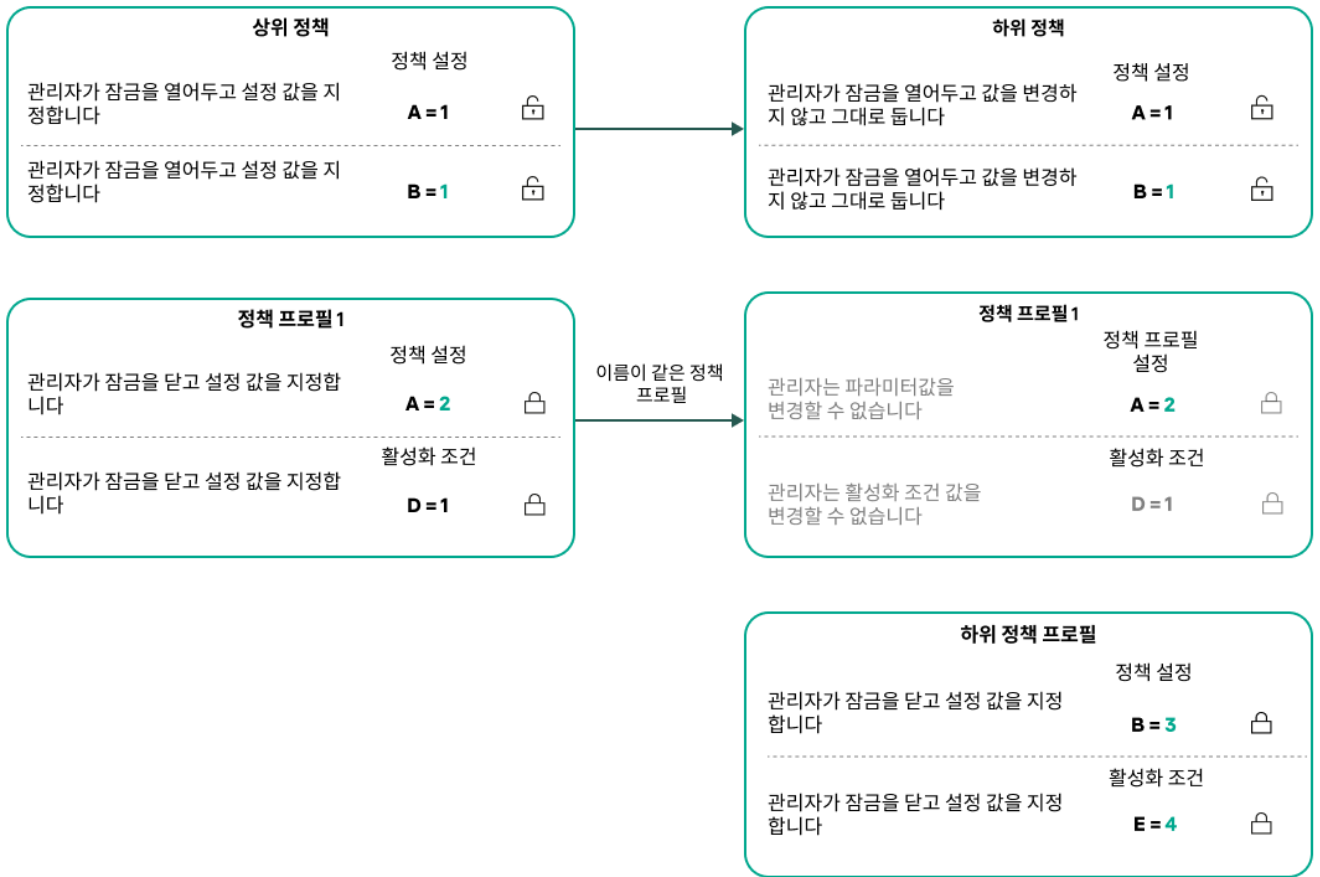 상위 정책
정책 설정
관리자가 잠금을 열어두고 설정 값을 지
정합니다
A = 1
관리자가 잠금을 열어두고 설정 값을 지
정합니다
B = 1
하위 정책
정책 설정
관리자가 잠금을 열어두고 값을 변경하
지 않고 그대로 둡니다
A = 1
관리자가 잠금을 열어두고 값을 변경하
지 않고 그대로 둡니다
B = 1
정책 프로필 1
정책 설정
관리자가 잠금을 닫고 설정 값을 지정합
니다
A = 2
활성화 조건
관리자가 잠금을 닫고 설정 값을 지정합
니다
D = 1
이름이 같은 정책
프로필
정책 프로필 1
정책 프로필
설정
관리자는 파라미터값을
변경할 수 없습니다
A = 2
활성화 조건
관리자는 활성화 조건 값을
변경할 수 없습니다
D = 1
하위 정책 프로필
정책 설정
관리자가 잠금을 닫고 설정 값을 지정
합니다
B = 3
활성화 조건
관리자가 잠금을 닫고 설정 값을 지정
합니다
E = 4